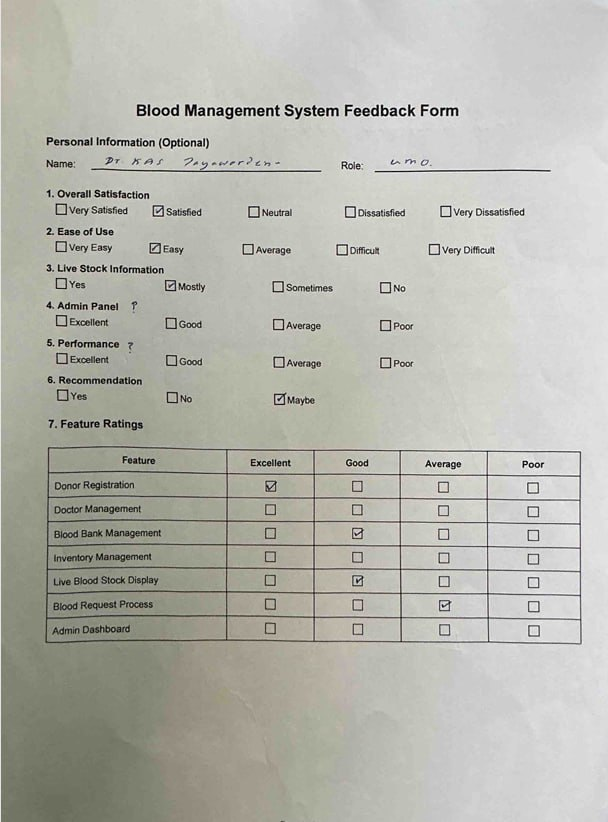 Blood Management System Feedback Form
Personal Information (Optional)
Name: Dr. KAS Role: UMO.
1. Overall Satisfaction
☐ Very Satisfied ☑ Satisfied ☐ Neutral ☐ Dissatisfied ☐ Very Dissatisfied
2. Ease of Use
☐ Very Easy ☑ Easy ☐ Average ☐ Difficult ☐ Very Difficult
3. Live Stock Information
☐ Yes ☑ Mostly ☐ Sometimes ☐ No
4. Admin Panel ?
☐ Excellent ☐ Good ☐ Average ☐ Poor
5. Performance ?
☐ Excellent ☐ Good ☐ Average ☐ Poor
6. Recommendation
☐ Yes ☐ No ☑ Maybe
7. Feature Ratings
Feature Excellent Good Average Poor
Donor Registration ☑ ☐ ☐ ☐
Doctor Management ☐ ☐ ☐ ☐
Blood Bank Management ☐ ☑ ☐ ☐
Inventory Management ☐ ☐ ☐ ☐
Live Blood Stock Display ☐ ☑ ☐ ☐
Blood Request Process ☐ ☐ ☑ ☐
Admin Dashboard ☐ ☐ ☐ ☐